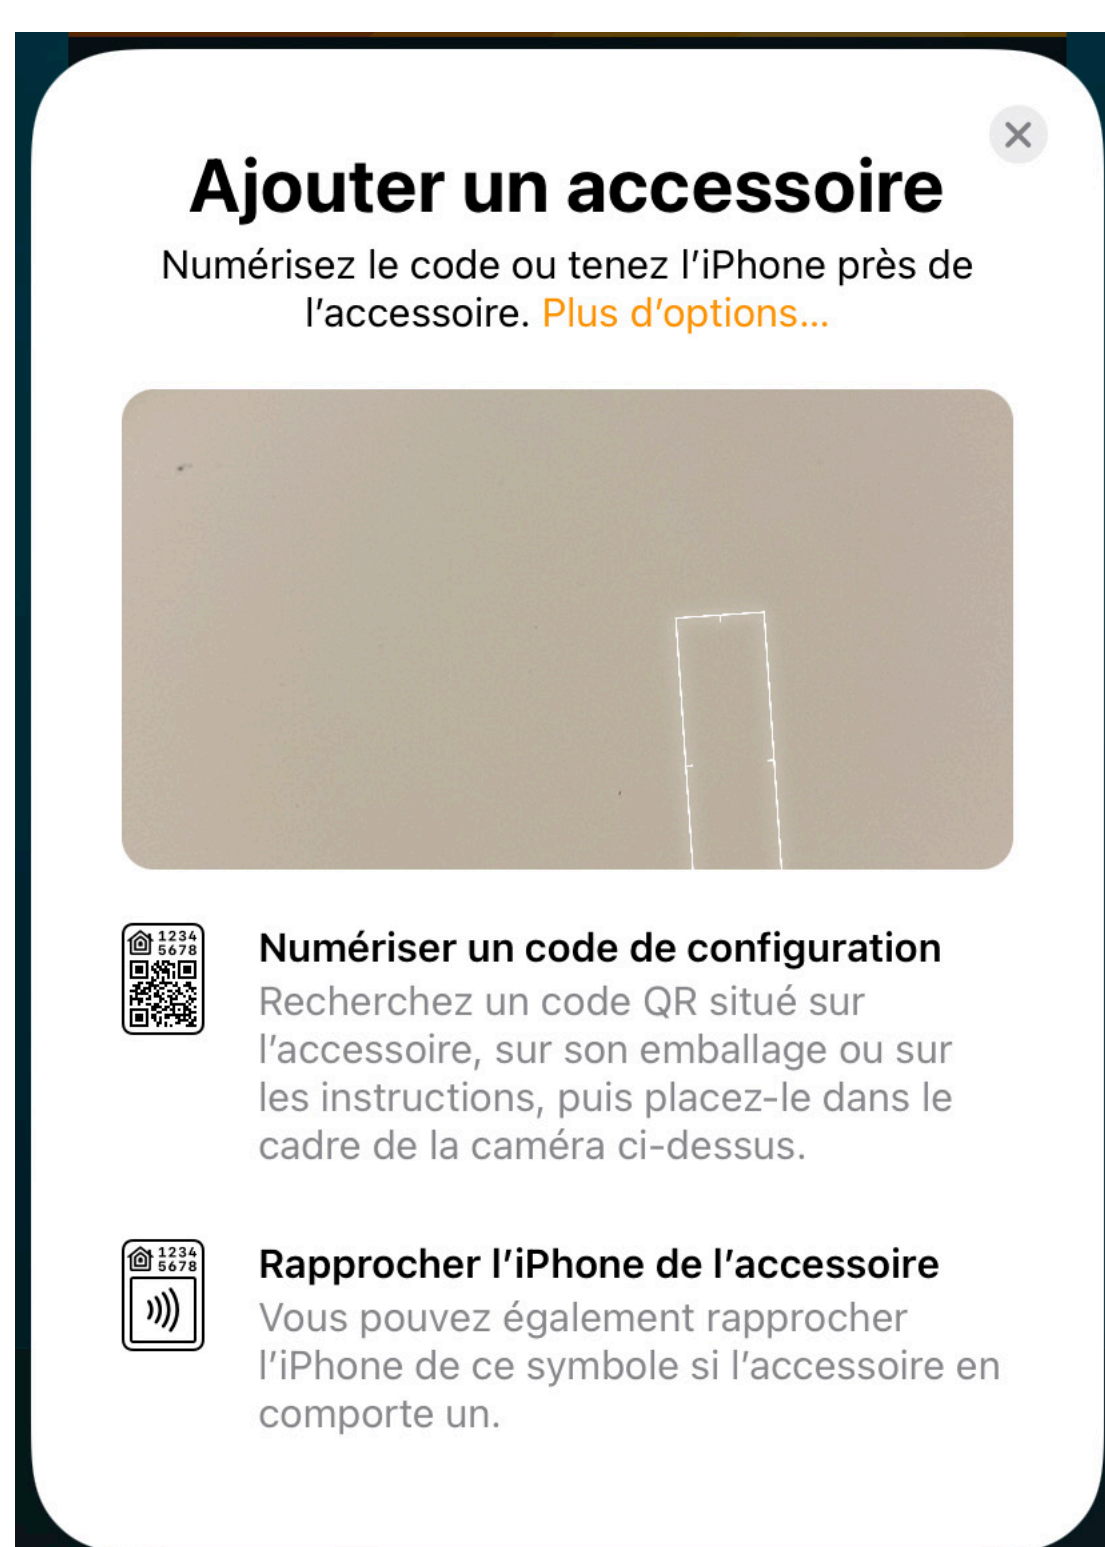 Ajouter un accessoire
Numérisez le code ou tenez l’iPhone près de
l’accessoire. Plus d’options...
1234
5678
Numériser un code de configuration
Recherchez un code QR situé sur
l’accessoire, sur son emballage ou sur
les instructions, puis placez-le dans le
cadre de la caméra ci-dessus.
1234
5678
Rapprocher l’iPhone de l’accessoire
Vous pouvez également rapprocher
l’iPhone de ce symbole si l’accessoire en
comporte un.